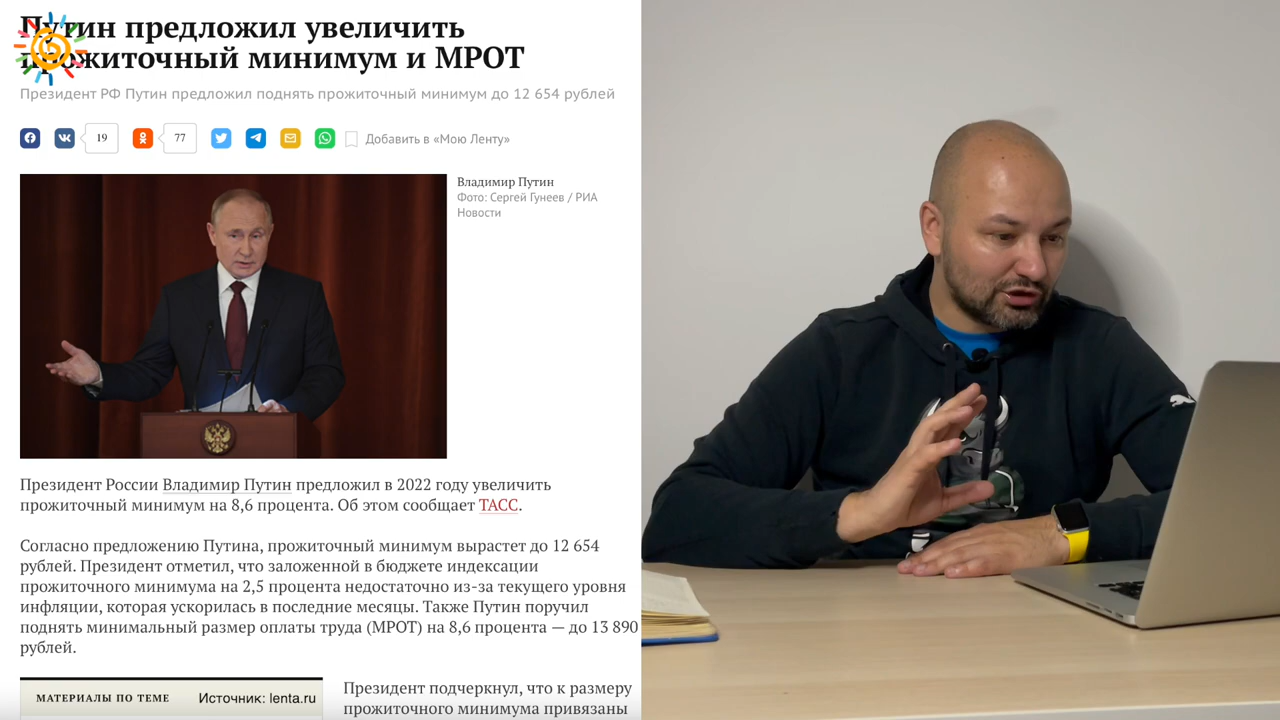 Путин предложил увеличить
прожиточный минимум и МРОТ
Президент РФ Путин предложил поднять прожиточный минимум до 12 654 рублей
19
77
Добавить в «Мою Ленту»
Владимир Путин
Фото: Сергей Гунеев / РИА
Новости
Президент России Владимир Путин предложил в 2022 году увеличить
прожиточный минимум на 8,6 процента. Об этом сообщает ТАСС.
Согласно предложению Путина, прожиточный минимум вырастет до 12 654
рублей. Президент отметил, что заложенной в бюджете индексации
прожиточного минимума на 2,5 процента недостаточно из-за текущего уровня
инфляции, которая ускорилась в последние месяцы. Также Путин поручил
поднять минимальный размер оплаты труда (МРОТ) на 8,6 процента — до 13 890
рублей.
МАТЕРИАЛЫ ПО ТЕМЕ
Источник: lenta.ru
Президент подчеркнул, что к размеру
прожиточного минимума привязаны